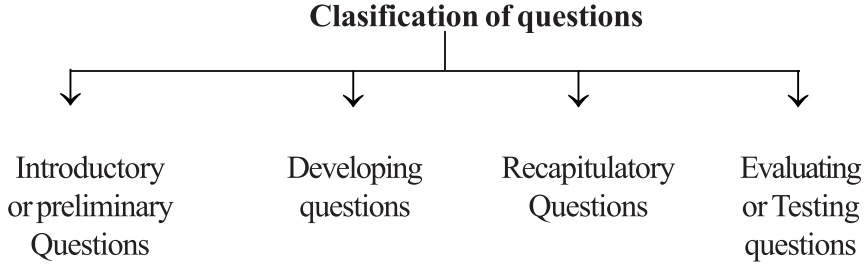 Clasification of questions
Introductory
or preliminary
Questions
Developing
questions
Recapitulatory
Questions
Evaluating
or Testing
questions